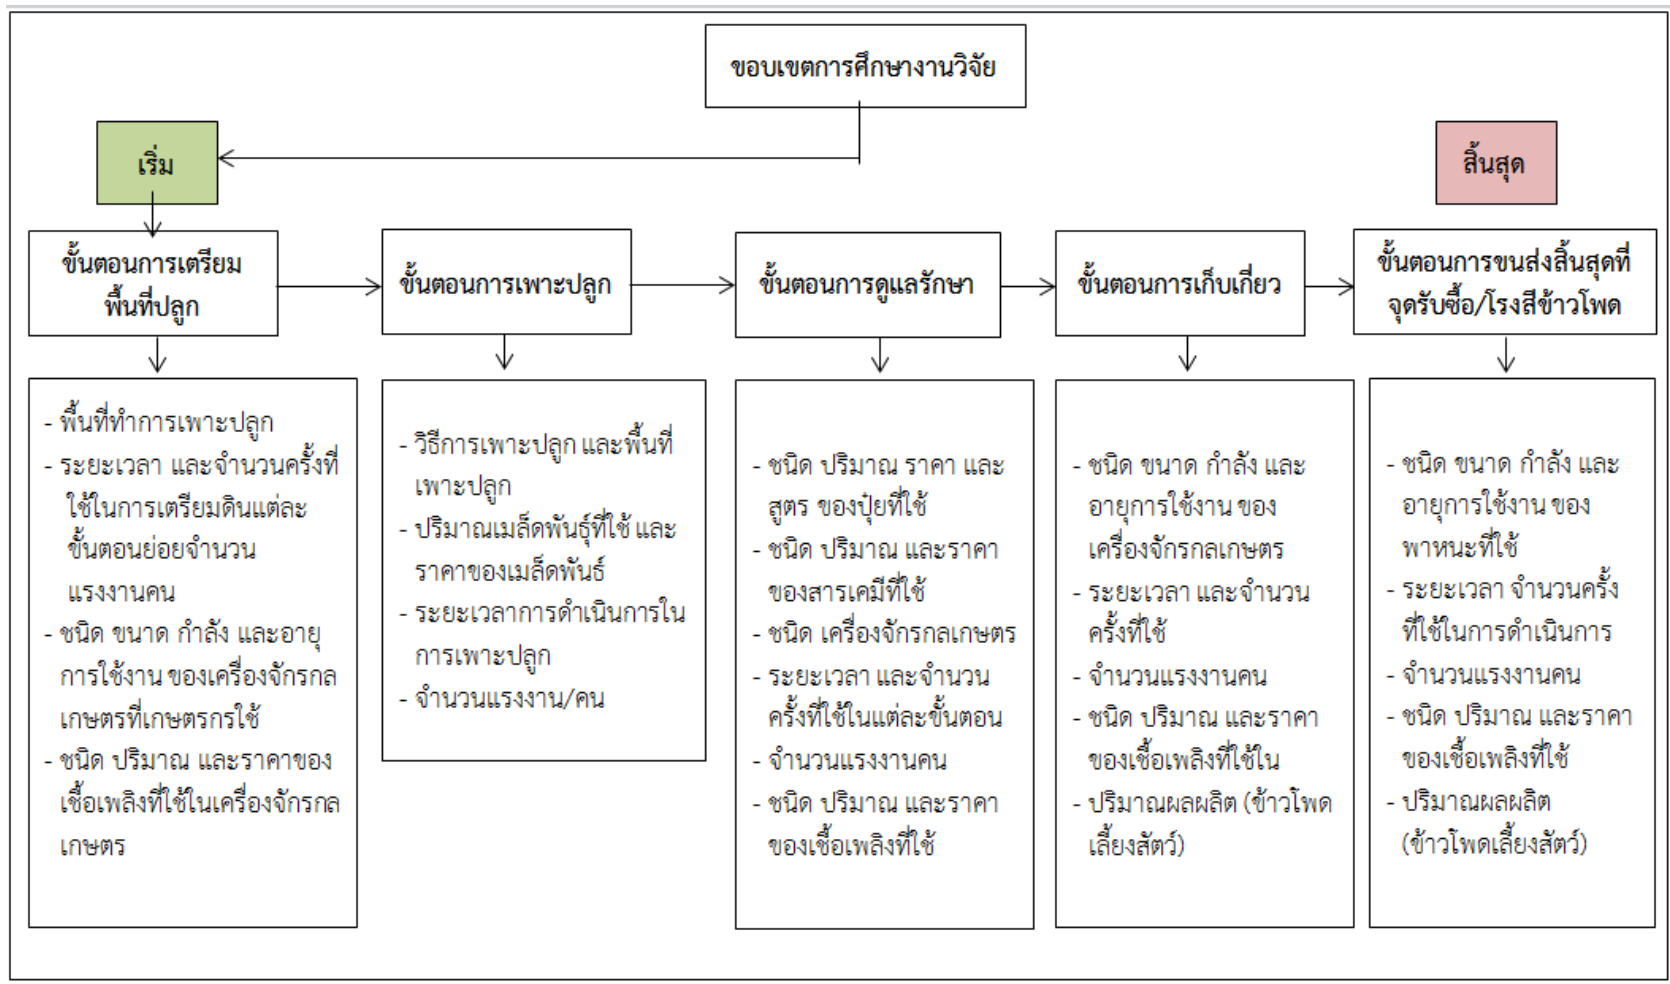 ขอบเขตการศึกษางานวิจัย
เริ่ม
สิ้นสุด
ขั้นตอนการเตรียม
พื้นที่ปลูก
ขั้นตอนการเพาะปลูก
ขั้นตอนการดูแลรักษา
ขั้นตอนการเก็บเกี่ยว
ขั้นตอนการขนส่งสิ้นสุดที่
จุดรับซื้อ/โรงสีข้าวโพด
- พื้นที่ทำการเพาะปลูก
- ระยะเวลา และจำนวนครั้งที่
ใช้ในการเตรียมดินแต่ละ
ขั้นตอนย่อยจำนวน
แรงงานคน
- ชนิด ขนาด กำลัง และอายุ
การใช้งาน ของเครื่องจักรกล
เกษตรที่เกษตรกรใช้
- ชนิด ปริมาณ และราคาของ
เชื้อเพลิงที่ใช้ในเครื่องจักรกล
เกษตร
- วิธีการเพาะปลูก และพื้นที่
เพาะปลูก
- ปริมาณเมล็ดพันธุ์ที่ใช้ และ
ราคาของเมล็ดพันธ์
- ระยะเวลาการดำเนินการใน
การเพาะปลูก
- จำนวนแรงงาน/คน
- ชนิด ปริมาณ ราคา และ
สูตร ของปุ๋ยที่ใช้
- ชนิด ปริมาณ และราคา
ของสารเคมีที่ใช้
- ชนิด เครื่องจักรกลเกษตร
- ระยะเวลา และจำนวน
ครั้งที่ใช้ในแต่ละขั้นตอน
- จำนวนแรงงานคน
- ชนิด ปริมาณ และราคา
ของเชื้อเพลิงที่ใช้
- ชนิด ขนาด กำลัง และ
อายุการใช้งาน ของ
เครื่องจักรกลเกษตร
- ระยะเวลา และจำนวน
ครั้งที่ใช้
- จำนวนแรงงานคน
- ชนิด ปริมาณ และราคา
ของเชื้อเพลิงที่ใช้ใน
- ปริมาณผลผลิต (ข้าวโพด
เลี้ยงสัตว์)
- ชนิด ขนาด กำลัง และ
อายุการใช้งาน ของ
พาหนะที่ใช้
- ระยะเวลา จำนวนครั้ง
ที่ใช้ในการดำเนินการ
- จำนวนแรงงานคน
- ชนิด ปริมาณ และราคา
ของเชื้อเพลิงที่ใช้
- ปริมาณผลผลิต
(ข้าวโพดเลี้ยงสัตว์)